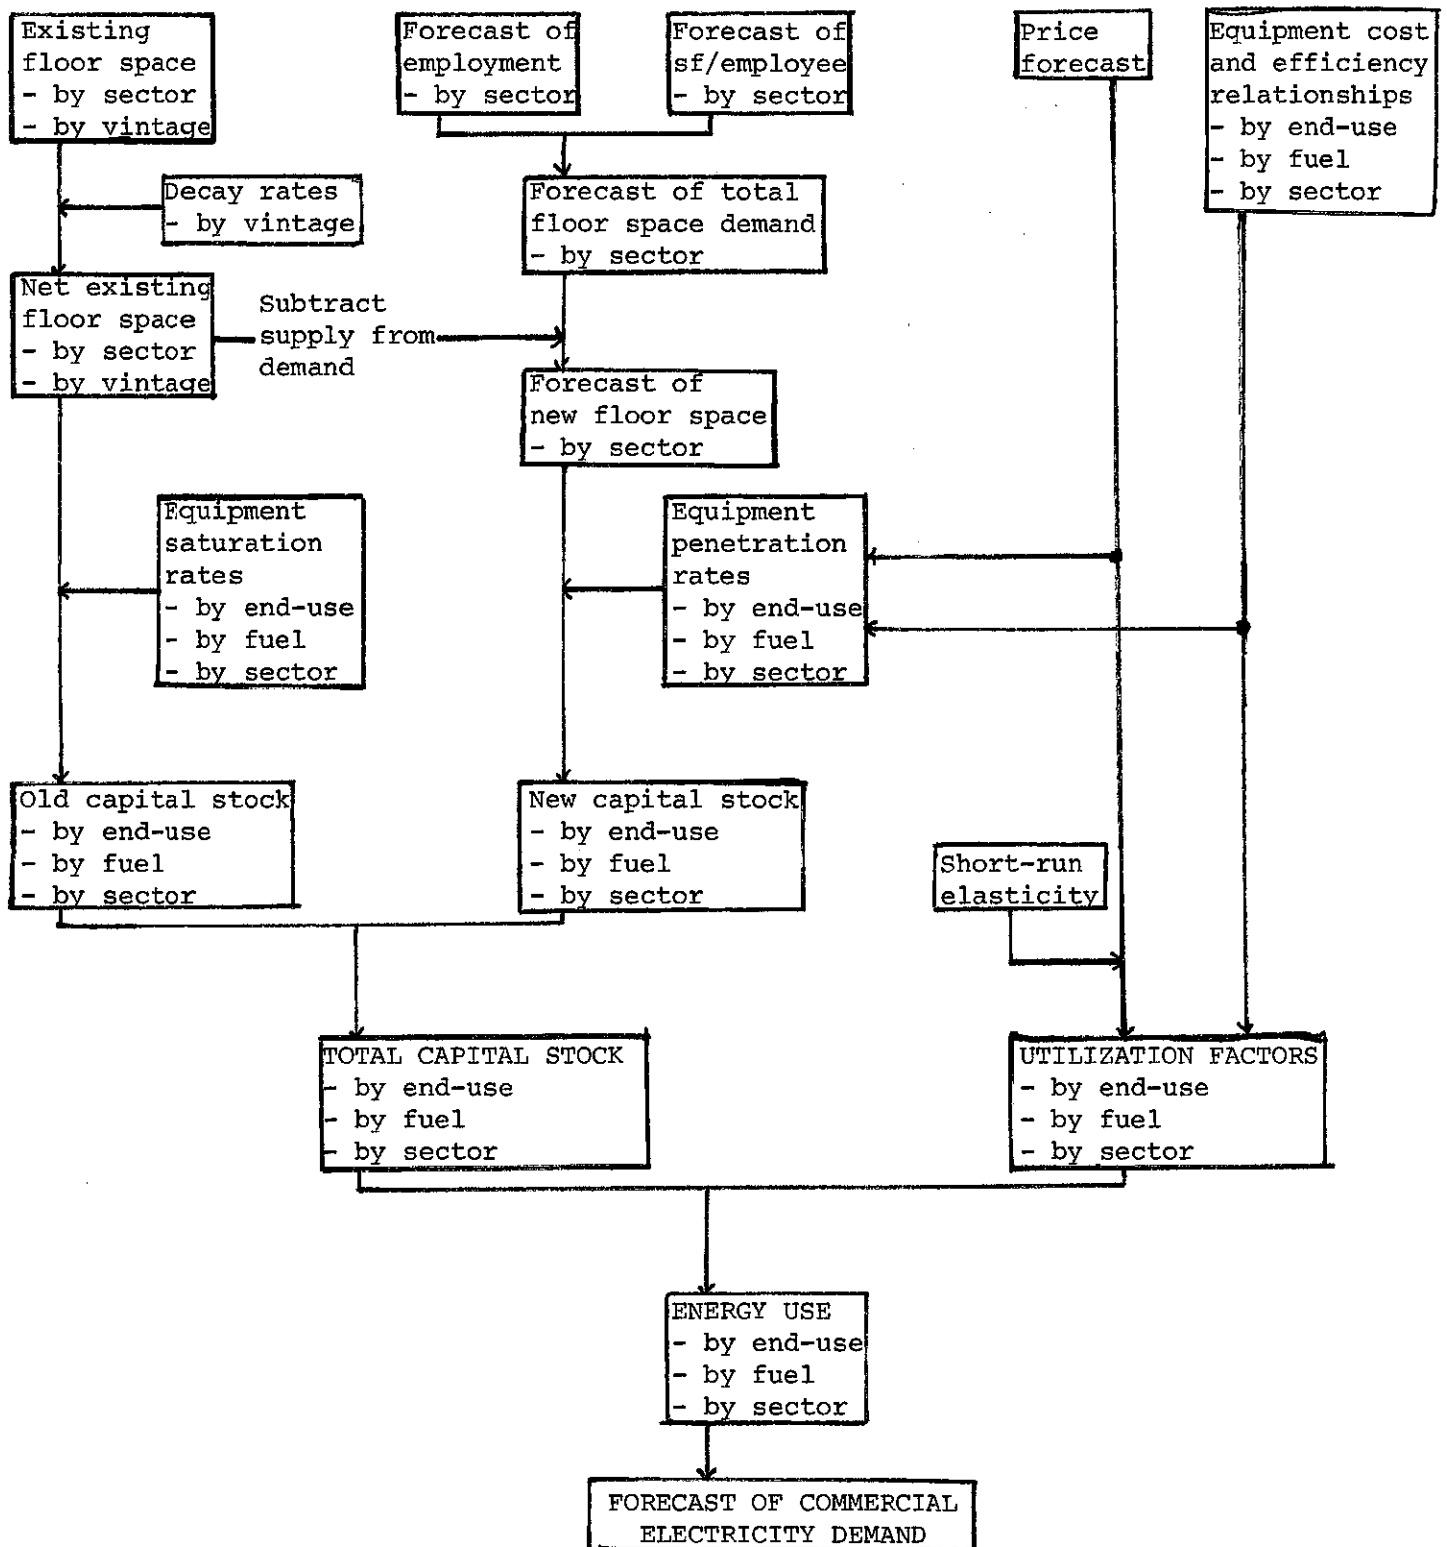 Existing
floor space
- by sector
- by vintage
Forecast of
employment
- by sector
Forecast of
sf/employee
- by sector
Price
forecast
Equipment cost
and efficiency
relationships
- by end-use
- by fuel
- by sector
Decay rates
- by vintage
Forecast of total
floor space demand
- by sector
Net existing
floor space
- by sector
- by vintage
Subtract
supply from
demand
Forecast of
new floor space
- by sector
Equipment
saturation
rates
- by end-use
- by fuel
- by sector
Equipment
penetration
rates
- by end-use
- by fuel
- by sector
Old capital stock
- by end-use
- by fuel
- by sector
New capital stock
- by end-use
- by fuel
- by sector
Short-run
elasticity
TOTAL CAPITAL STOCK
- by end-use
- by fuel
- by sector
UTILIZATION FACTORS
- by end-use
- by fuel
- by sector
ENERGY USE
- by end-use
- by fuel
- by sector
FORECAST OF COMMERCIAL
ELECTRICITY DEMAND